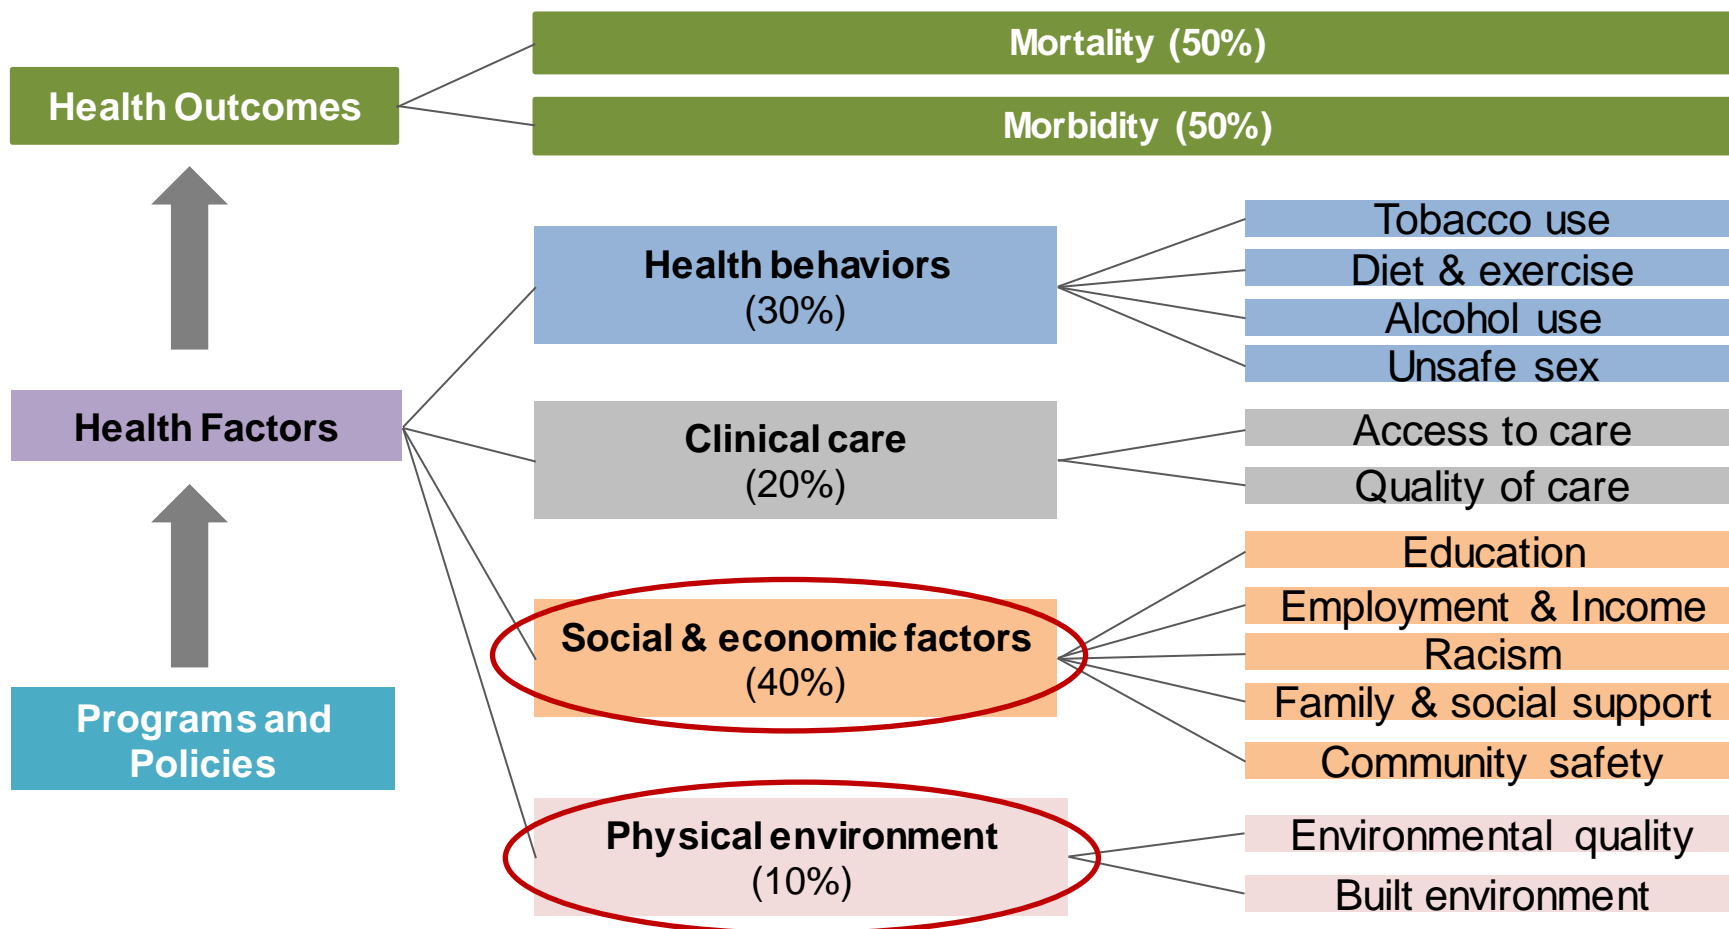 Mortality (50%)
Health Outcomes
Morbidity (50%)
Tobacco use
Health behaviors
(30%)
Diet & exercise
Alcohol use
Unsafe sex
Health Factors
Clinical care
(20%)
Access to care
Quality of care
Education
Social & economic factors
(40%)
Employment & Income
Racism
Family & social support
Community safety
Programs and
Policies
Physical environment
(10%)
Environmental quality
Built environment